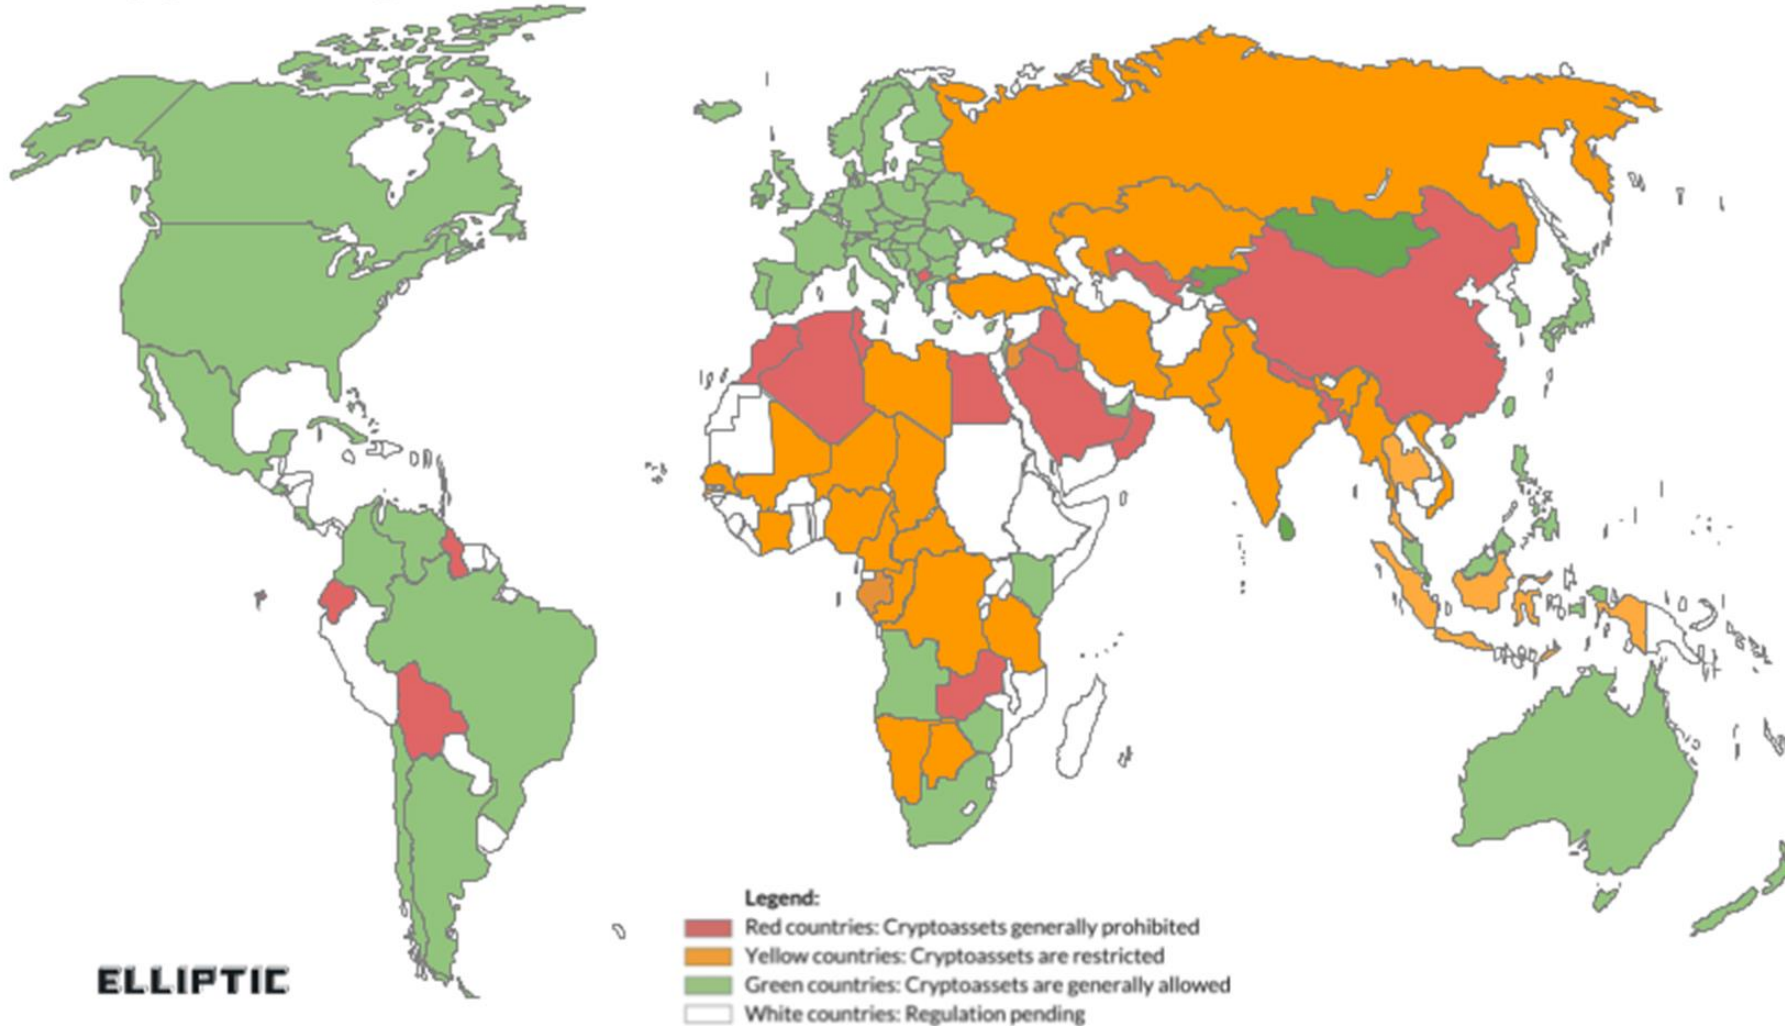 Legend:
Red countries: Cryptoassets generally prohibited
Yellow countries: Cryptoassets are restricted
Green countries: Cryptoassets are generally allowed
White countries: Regulation pending
ELLIPTIC